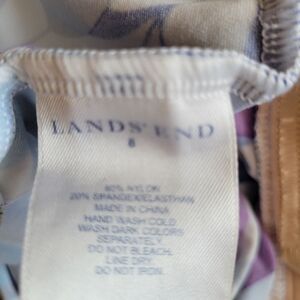 LANDS' END
8
80% NYLON
20% SPANDEX/ELASTHAN
MADE IN CHINA
HAND WASH COLD
WASH DARK COLORS
SEPARATELY.
DO NOT BLEACH.
LINE DRY.
DO NOT IRON.